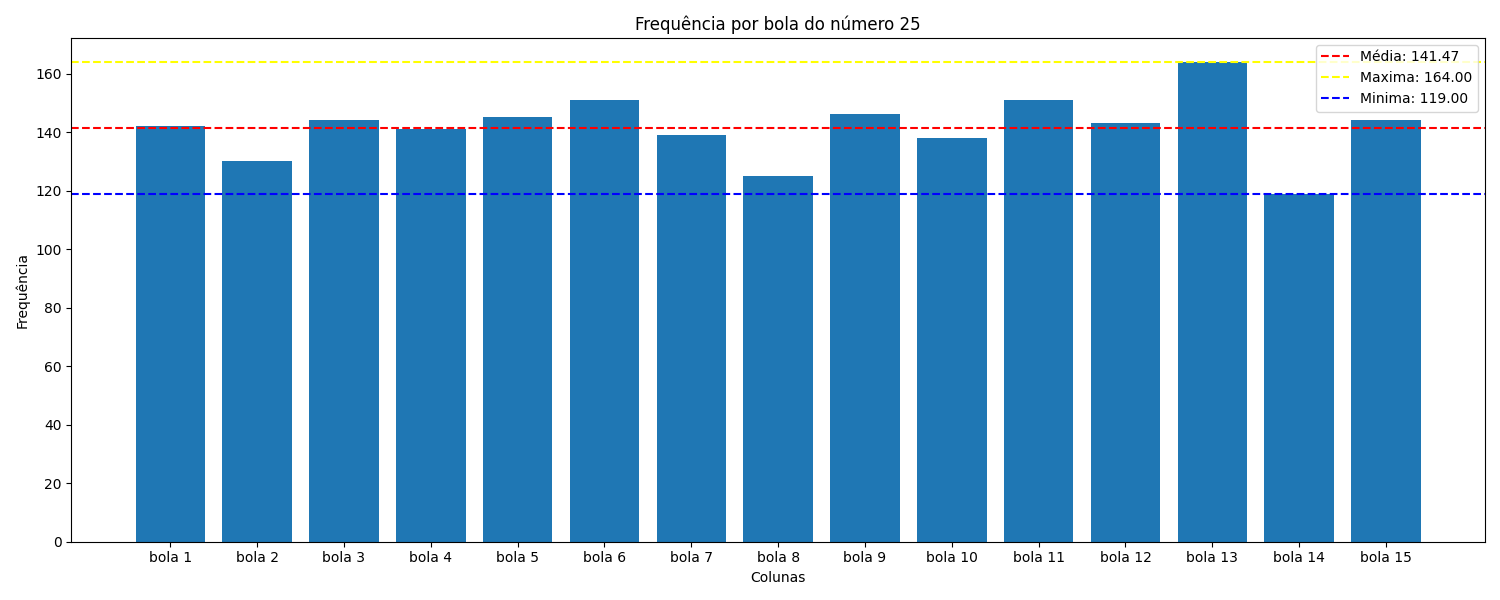 Frequência por bola do número 25
Média: 141.47
Maxima: 164.00
Minima: 119.00
Frequência
160
140
120
100
80
60
40
20
0
bola 1 bola 2 bola 3 bola 4 bola 5 bola 6 bola 7 bola 8 bola 9 bola 10 bola 11 bola 12 bola 13 bola 14 bola 15
Colunas